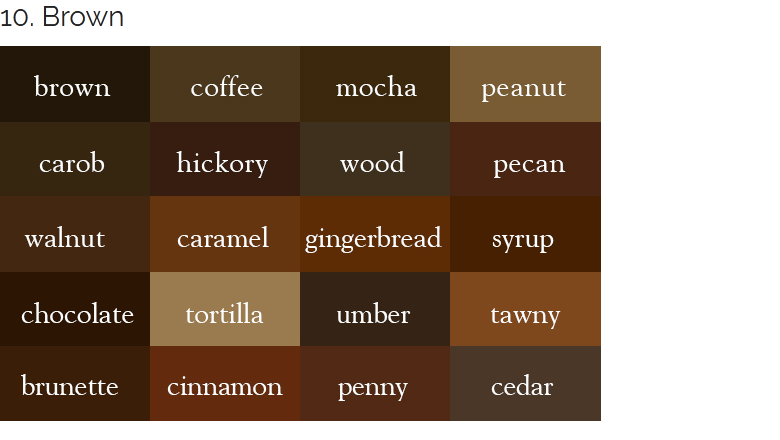 10. Brown
brown coffee mocha peanut
carob hickory wood pecan
walnut caramel gingerbread syrup
chocolate tortilla umber tawny
brunette cinnamon penny cedar